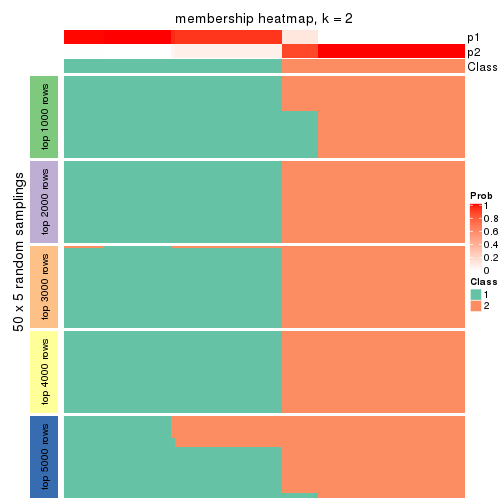 membership heatmap, k = 2
p1
p2
Class
50 x 5 random samplings
top 1000 rows
top 2000 rows
top 3000 rows
top 4000 rows
top 5000 rows
Prob
1
0.8
0.6
0.4
0.2
0
Class
1
2